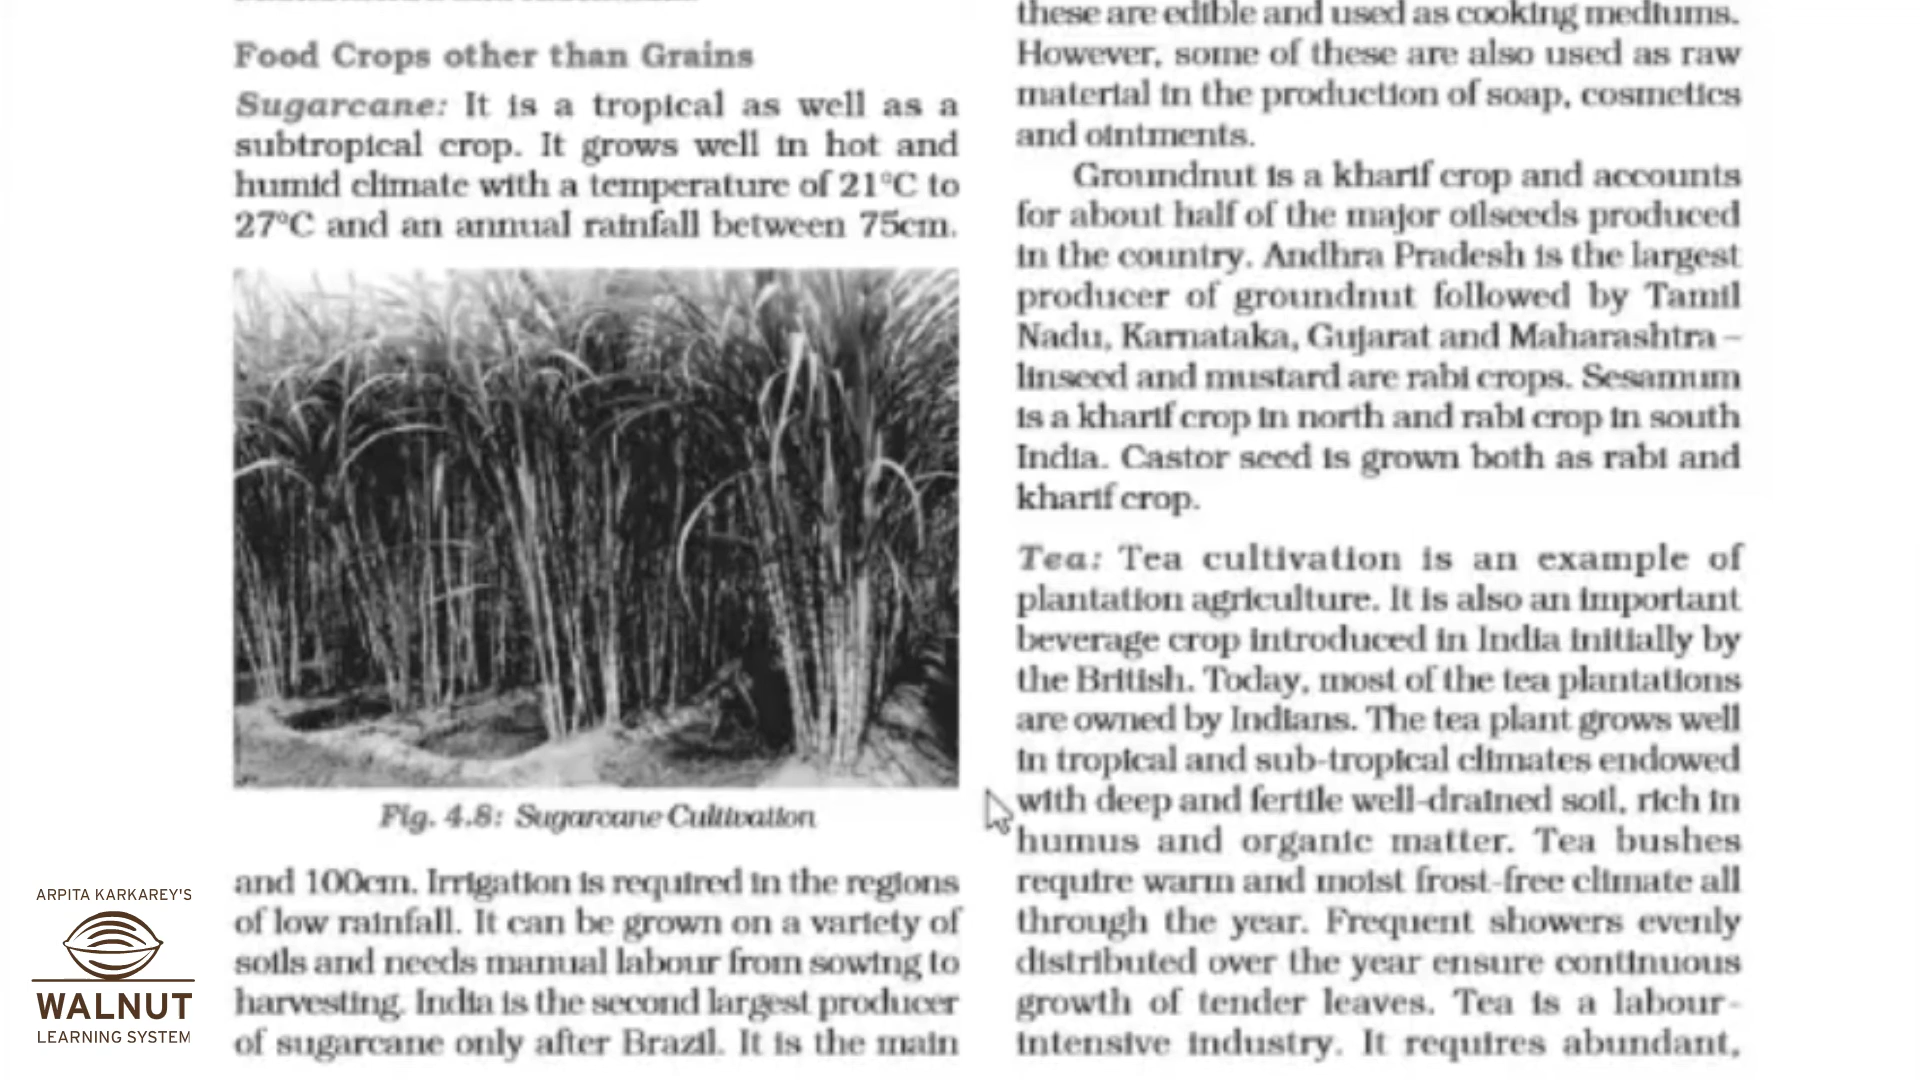 Food Crops other than Grains
Sugarcane: It is a tropical as well as a
subtropical crop. It grows well in hot and
humid climate with a temperature of 21°C to
27°C and an annual rainfall between 75cm.
Fig. 4.8: Sugarcane Cultivation
and 100cm. Irrigation is required in the regions
of low rainfall. It can be grown on a variety of
soils and needs manual labour from sowing to
harvesting. India is the second largest producer
of sugarcane only after Brazil. It is the main
these are edible and used as cooking mediums.
However, some of these are also used as raw
material in the production of soap, cosmetics
and ointments.
Groundnut is a kharif crop and accounts
for about half of the major oilseeds produced
in the country. Andhra Pradesh is the largest
producer of groundnut followed by Tamil
Nadu, Karnataka, Gujarat and Maharashtra –
linseed and mustard are rabi crops. Sesamum
is a kharif crop in north and rabi crop in south
India. Castor seed is grown both as rabi and
kharif crop.
Tea: Tea cultivation is an example of
plantation agriculture. It is also an important
beverage crop introduced in India initially by
the British. Today, most of the tea plantations
are owned by Indians. The tea plant grows well
in tropical and sub-tropical climates endowed
with deep and fertile well-drained soil, rich in
humus and organic matter. Tea bushes
require warm and moist frost-free climate all
through the year. Frequent showers evenly
distributed over the year ensure continuous
growth of tender leaves. Tea is a labour-
intensive industry. It requires abundant,
ARPITA KARKAREY'S
WALNUT
LEARNING SYSTEM